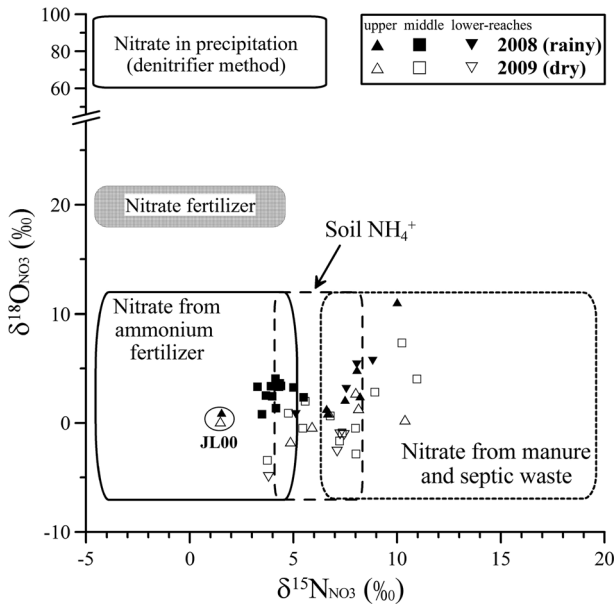 100
80
60
20
10
0
-10
-5
0
5
10
15
20
δ18ONO3 (‰)
δ15NNO3 (‰)
upper middle lower-reaches
2008 (rainy)
2009 (dry)
Nitrate in precipitation
(denitrifier method)
Nitrate fertilizer
Soil NH4+
Nitrate from
ammonium
fertilizer
JL00
Nitrate from manure
and septic waste